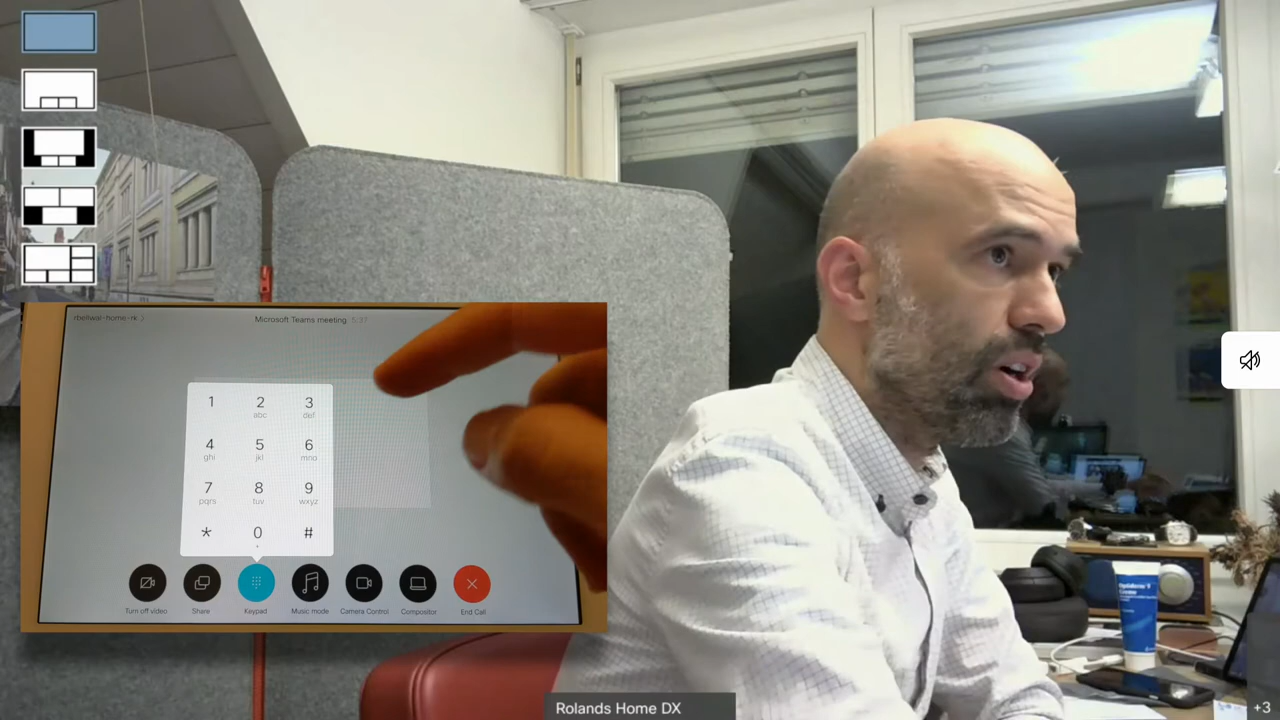 rbellwal-home-rk
Microsoft Teams meeting 5:37
1 2 3
abc def
4 5 6
ghi jkl mno
7 8 9
pqrs tuv wxyz
* 0 #
+
Turn off video Share Keypad Music mode Camera Control Compositor End Call
Rolands Home DX
+3